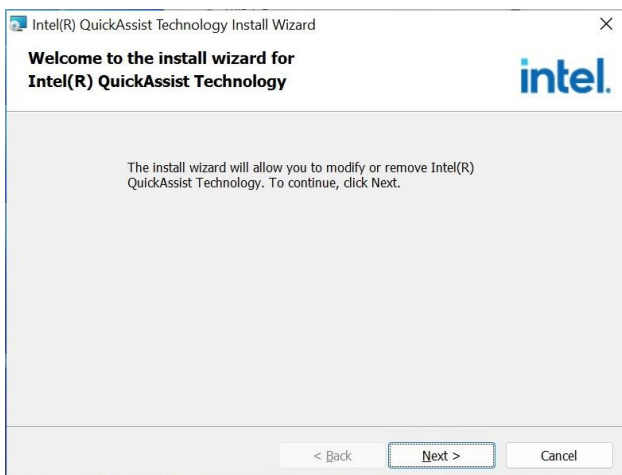 Intel(R) QuickAssist Technology Install Wizard
Welcome to the install wizard for
Intel(R) QuickAssist Technology
intel.
The install wizard will allow you to modify or remove Intel(R)
QuickAssist Technology. To continue, click Next.
< Back
Next >
Cancel